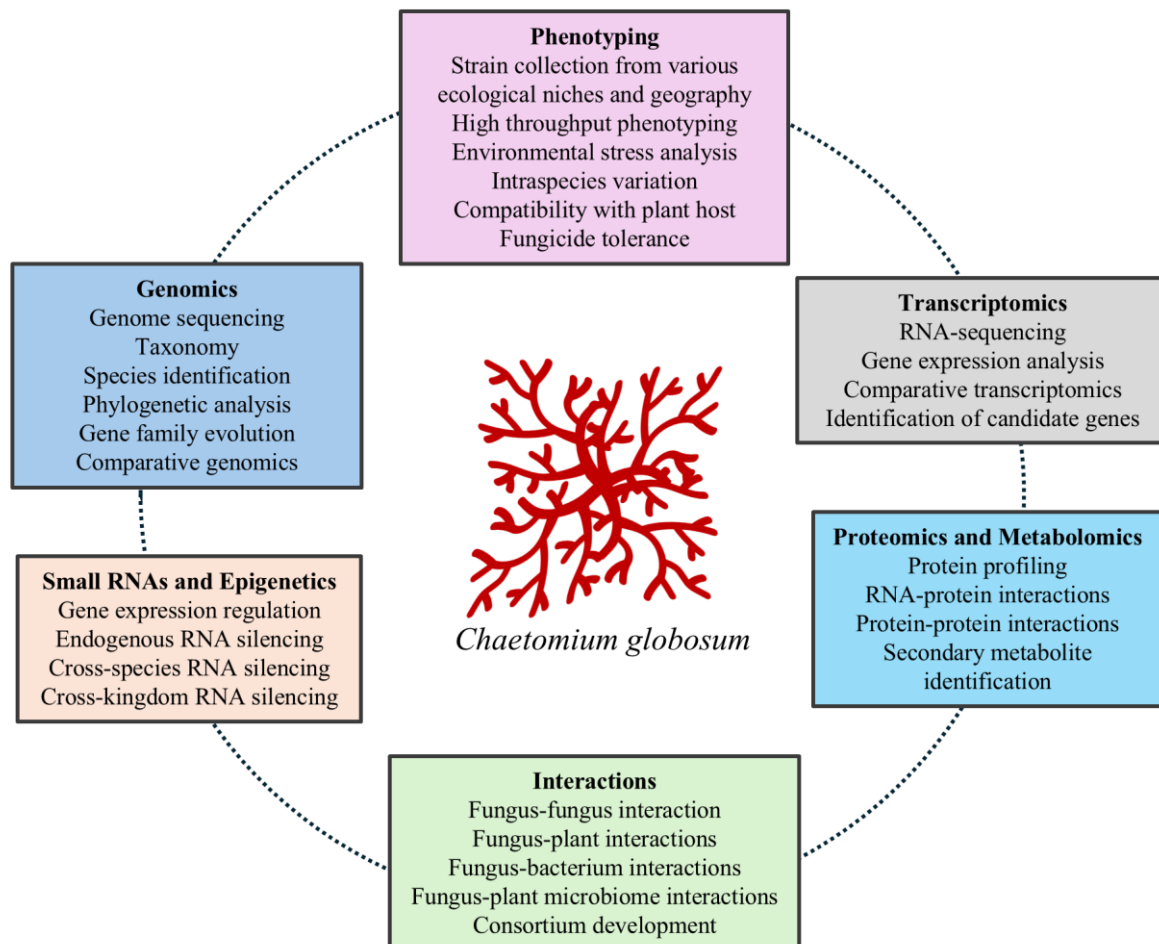 Phenotyping
Strain collection from various
ecological niches and geography
High throughput phenotyping
Environmental stress analysis
Intraspecies variation
Compatibility with plant host
Fungicide tolerance
Genomics
Genome sequencing
Taxonomy
Species identification
Phylogenetic analysis
Gene family evolution
Comparative genomics
Transcriptomics
RNA-sequencing
Gene expression analysis
Comparative transcriptomics
Identification of candidate genes
Chaetomium globosum
Small RNAs and Epigenetics
Gene expression regulation
Endogenous RNA silencing
Cross-species RNA silencing
Cross-kingdom RNA silencing
Proteomics and Metabolomics
Protein profiling
RNA-protein interactions
Protein-protein interactions
Secondary metabolite
identification
Interactions
Fungus-fungus interaction
Fungus-plant interactions
Fungus-bacterium interactions
Fungus-plant microbiome interactions
Consortium development